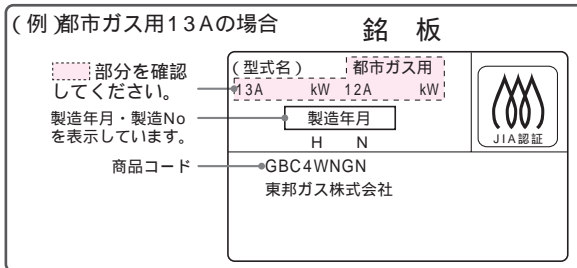 (例)都市ガス用13Aの場合
銘 板
部分を確認
してください。
製造年月・製造No
を表示しています。
商品コード
(型式名) 都市ガス用
13A kW 12A kW
製造年月
H N
GBC4WNGN
東邦ガス株式会社
JIA認証